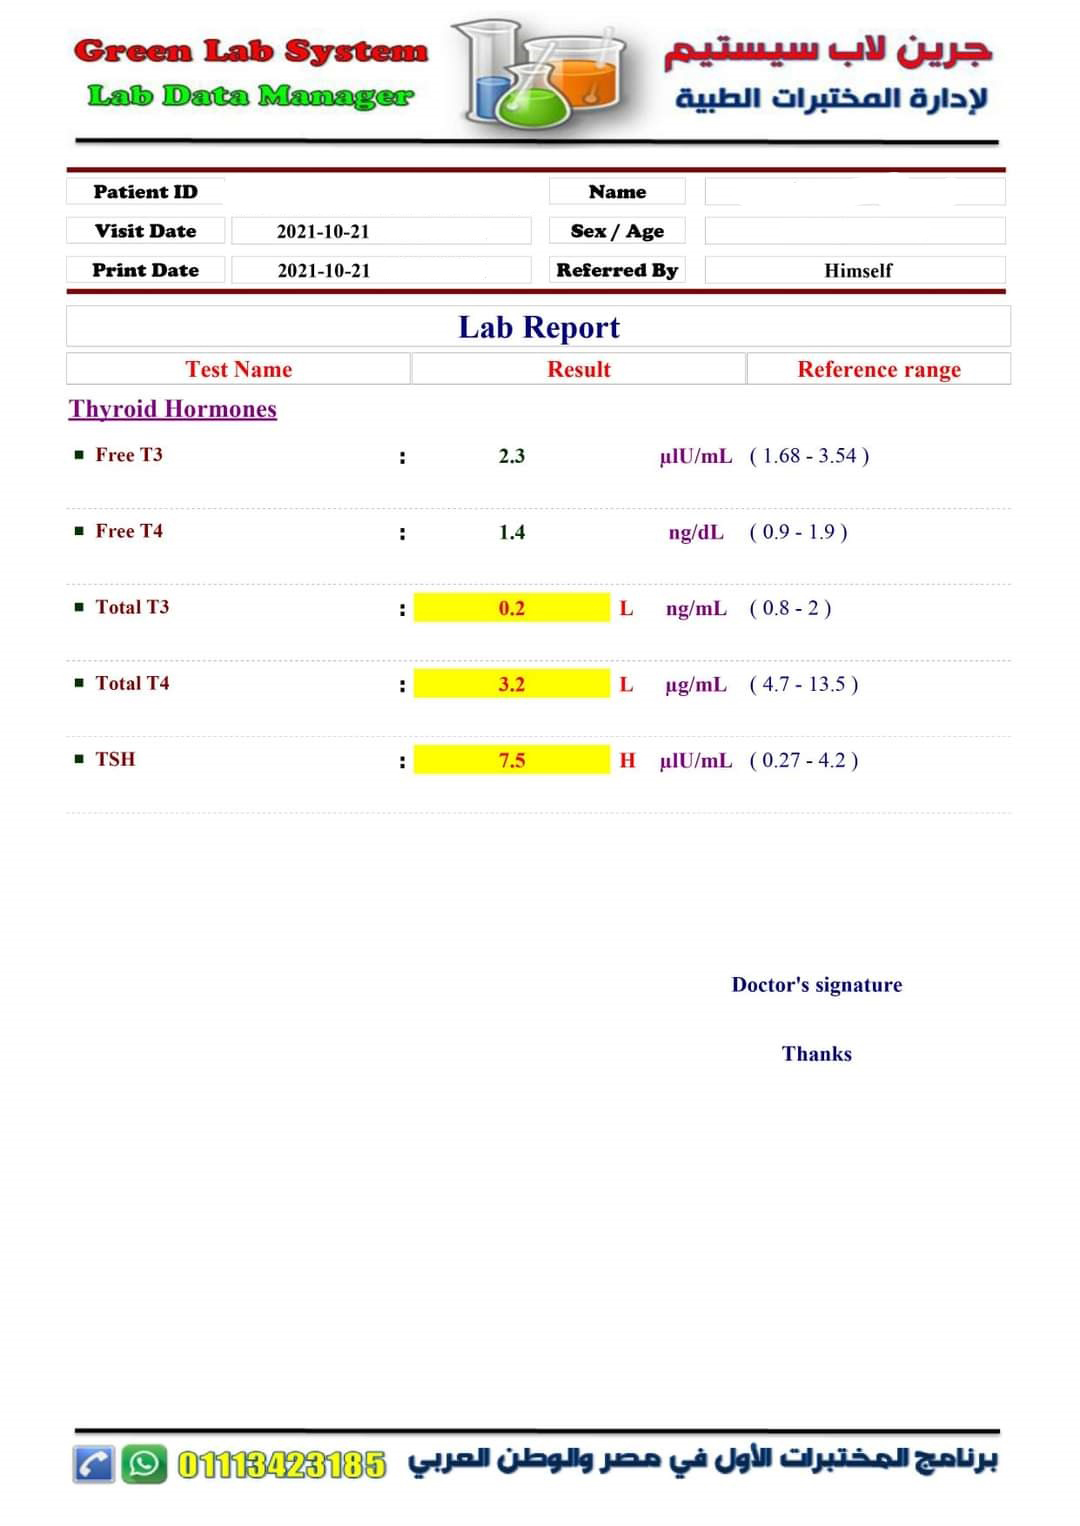 Green Lab System
Lab Data Manager
جرين لاب سيستيم
لإدارة المختبرات الطبية
Patient ID
Name
Visit Date 2021-10-21
Sex / Age
Print Date 2021-10-21
Referred By Himself
Lab Report
Test Name Result Reference range
Thyroid Hormones
Free T3 : 2.3 µlU/mL ( 1.68 - 3.54 )
Free T4 : 1.4 ng/dL ( 0.9 - 1.9 )
Total T3 : 0.2 L ng/mL ( 0.8 - 2 )
Total T4 : 3.2 L µg/mL ( 4.7 - 13.5 )
TSH : 7.5 H µlU/mL ( 0.27 - 4.2 )
Doctor's signature
Thanks
01113423185 برنامج المختبرات الأول في مصر والوطن العربي